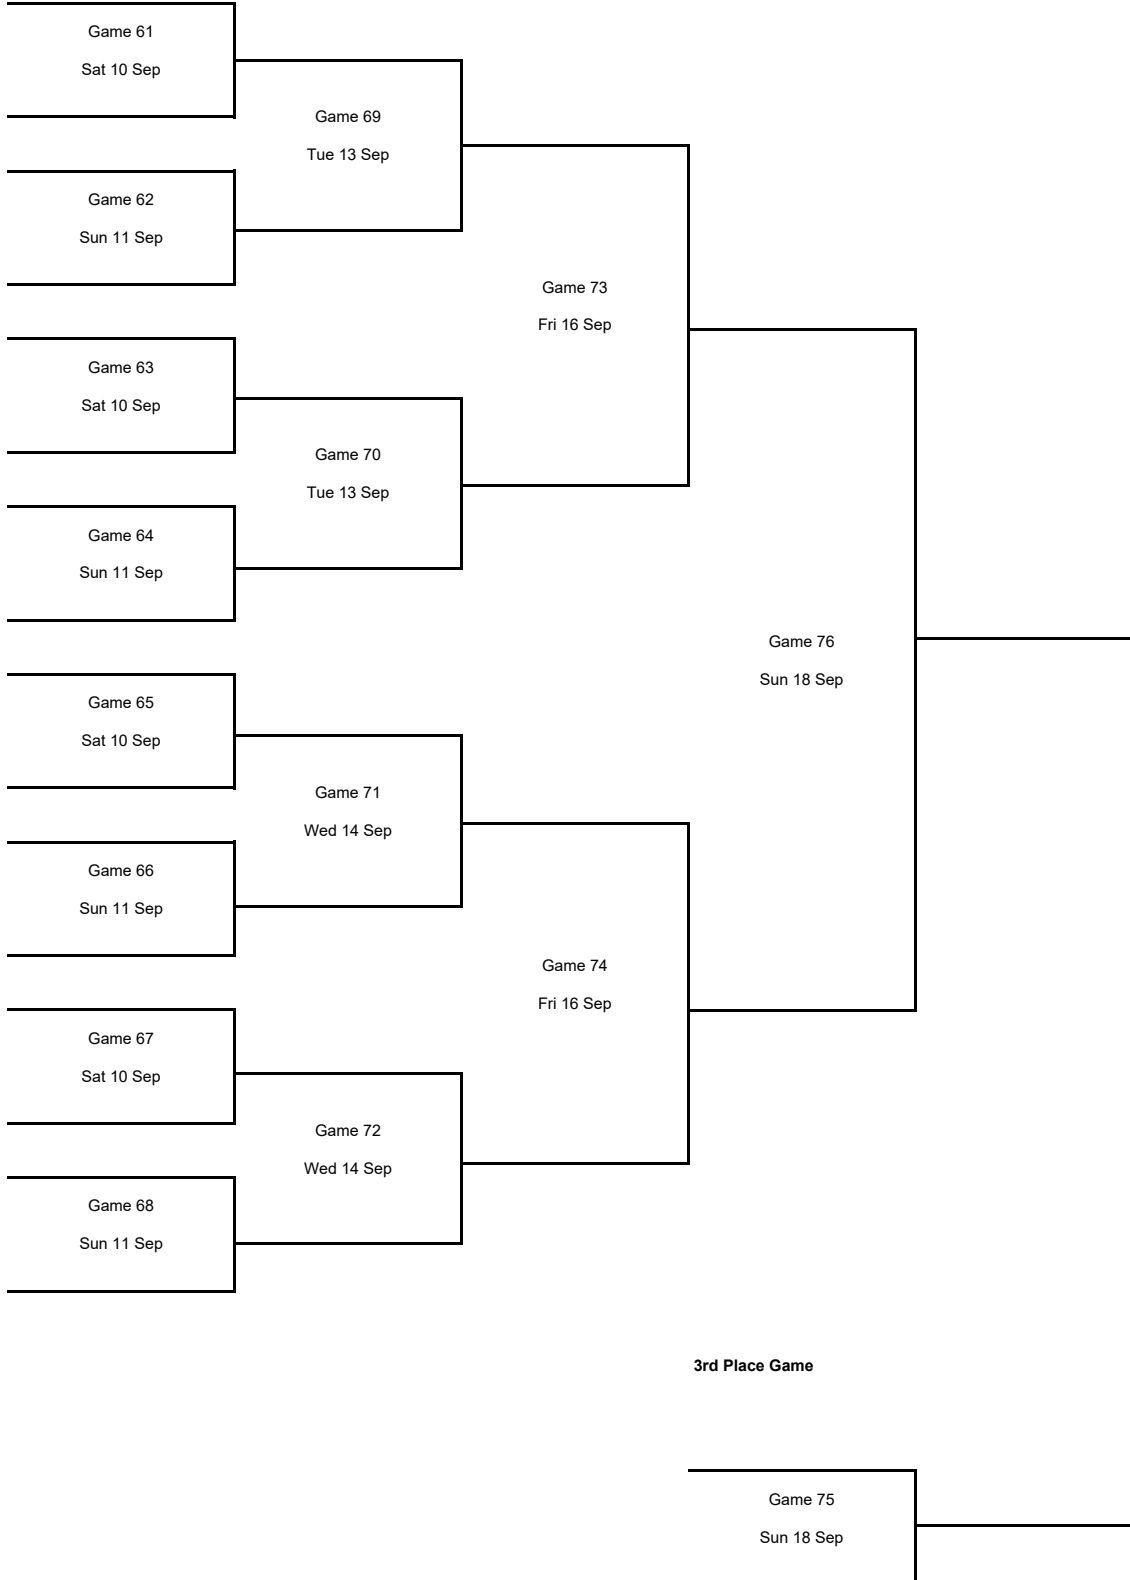 Game 61
Sat 10 Sep
Game 69
Tue 13 Sep
Game 62
Sun 11 Sep
Game 73
Fri 16 Sep
Game 63
Sat 10 Sep
Game 70
Tue 13 Sep
Game 64
Sun 11 Sep
Game 76
Sun 18 Sep
Game 65
Sat 10 Sep
Game 71
Wed 14 Sep
Game 66
Sun 11 Sep
Game 74
Fri 16 Sep
Game 67
Sat 10 Sep
Game 72
Wed 14 Sep
Game 68
Sun 11 Sep
3rd Place Game
Game 75
Sun 18 Sep